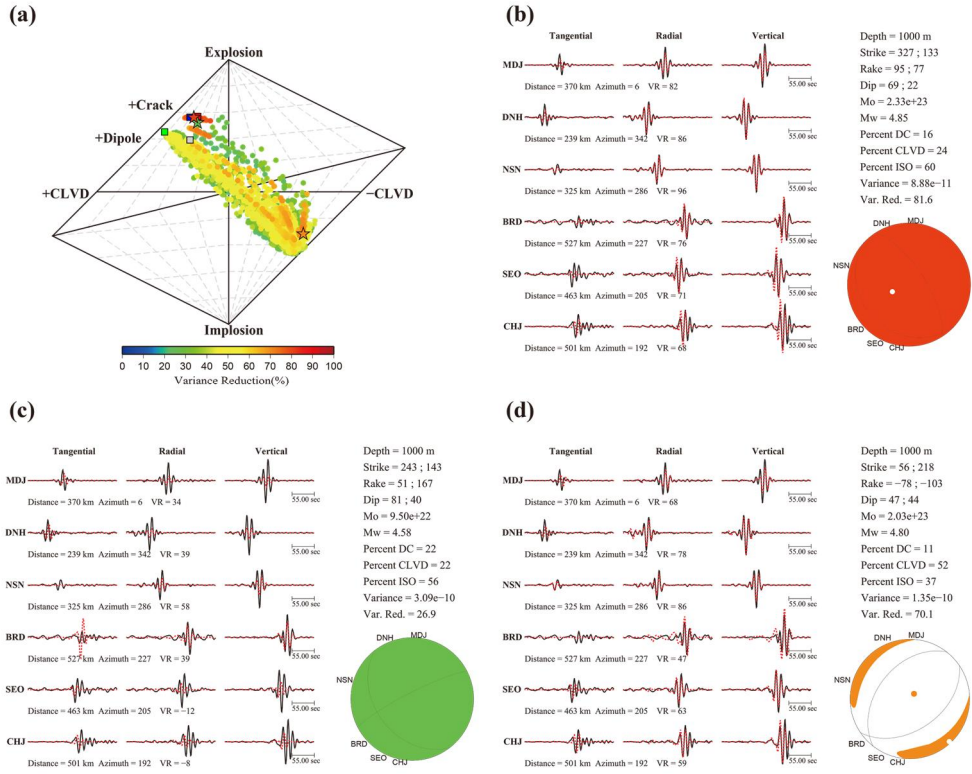 (a)
Explosion
+Crack
+Dipole
+CLVD
−CLVD
Implosion
0 10 20 30 40 50 60 70 80 90 100
Variance Reduction(%)
(b)
Tangential Radial Vertical
MDJ
55.00 sec
Distance = 370 km Azimuth = 6 VR = 82
DNH
55.00 sec
Distance = 239 km Azimuth = 342 VR = 86
NSN
55.00 sec
Distance = 325 km Azimuth = 286 VR = 96
BRD
55.00 sec
Distance = 527 km Azimuth = 227 VR = 76
SEO
55.00 sec
Distance = 463 km Azimuth = 205 VR = 71
CHJ
55.00 sec
Distance = 501 km Azimuth = 192 VR = 68
Depth = 1000 m
Strike = 327 ; 133
Rake = 95 ; 77
Dip = 69 ; 22
Mo = 2.33e+23
Mw = 4.85
Percent DC = 16
Percent CLVD = 24
Percent ISO = 60
Variance = 8.88e−11
Var. Red. = 81.6
DNH MDJ
NSN
BRD
SEO
CHJ
(c)
Tangential Radial Vertical
MDJ
55.00 sec
Distance = 370 km Azimuth = 6 VR = 34
DNH
55.00 sec
Distance = 239 km Azimuth = 342 VR = 39
NSN
55.00 sec
Distance = 325 km Azimuth = 286 VR = 58
BRD
55.00 sec
Distance = 527 km Azimuth = 227 VR = 39
SEO
55.00 sec
Distance = 463 km Azimuth = 205 VR = −12
CHJ
55.00 sec
Distance = 501 km Azimuth = 192 VR = −8
Depth = 1000 m
Strike = 243 ; 143
Rake = 51 ; 167
Dip = 81 ; 40
Mo = 9.50e+22
Mw = 4.58
Percent DC = 22
Percent CLVD = 22
Percent ISO = 56
Variance = 3.09e−10
Var. Red. = 26.9
DNH MDJ
NSN
BRD
SEO
CHJ
(d)
Tangential Radial Vertical
MDJ
55.00 sec
Distance = 370 km Azimuth = 6 VR = 68
DNH
55.00 sec
Distance = 239 km Azimuth = 342 VR = 78
NSN
55.00 sec
Distance = 325 km Azimuth = 286 VR = 86
BRD
55.00 sec
Distance = 527 km Azimuth = 227 VR = 47
SEO
55.00 sec
Distance = 463 km Azimuth = 205 VR = 63
CHJ
55.00 sec
Distance = 501 km Azimuth = 192 VR = 59
Depth = 1000 m
Strike = 56 ; 218
Rake = −78 ; −103
Dip = 47 ; 44
Mo = 2.03e+23
Mw = 4.80
Percent DC = 11
Percent CLVD = 52
Percent ISO = 37
Variance = 1.35e−10
Var. Red. = 70.1
DNH MDJ
NSN
BRD
SEO
CHJ